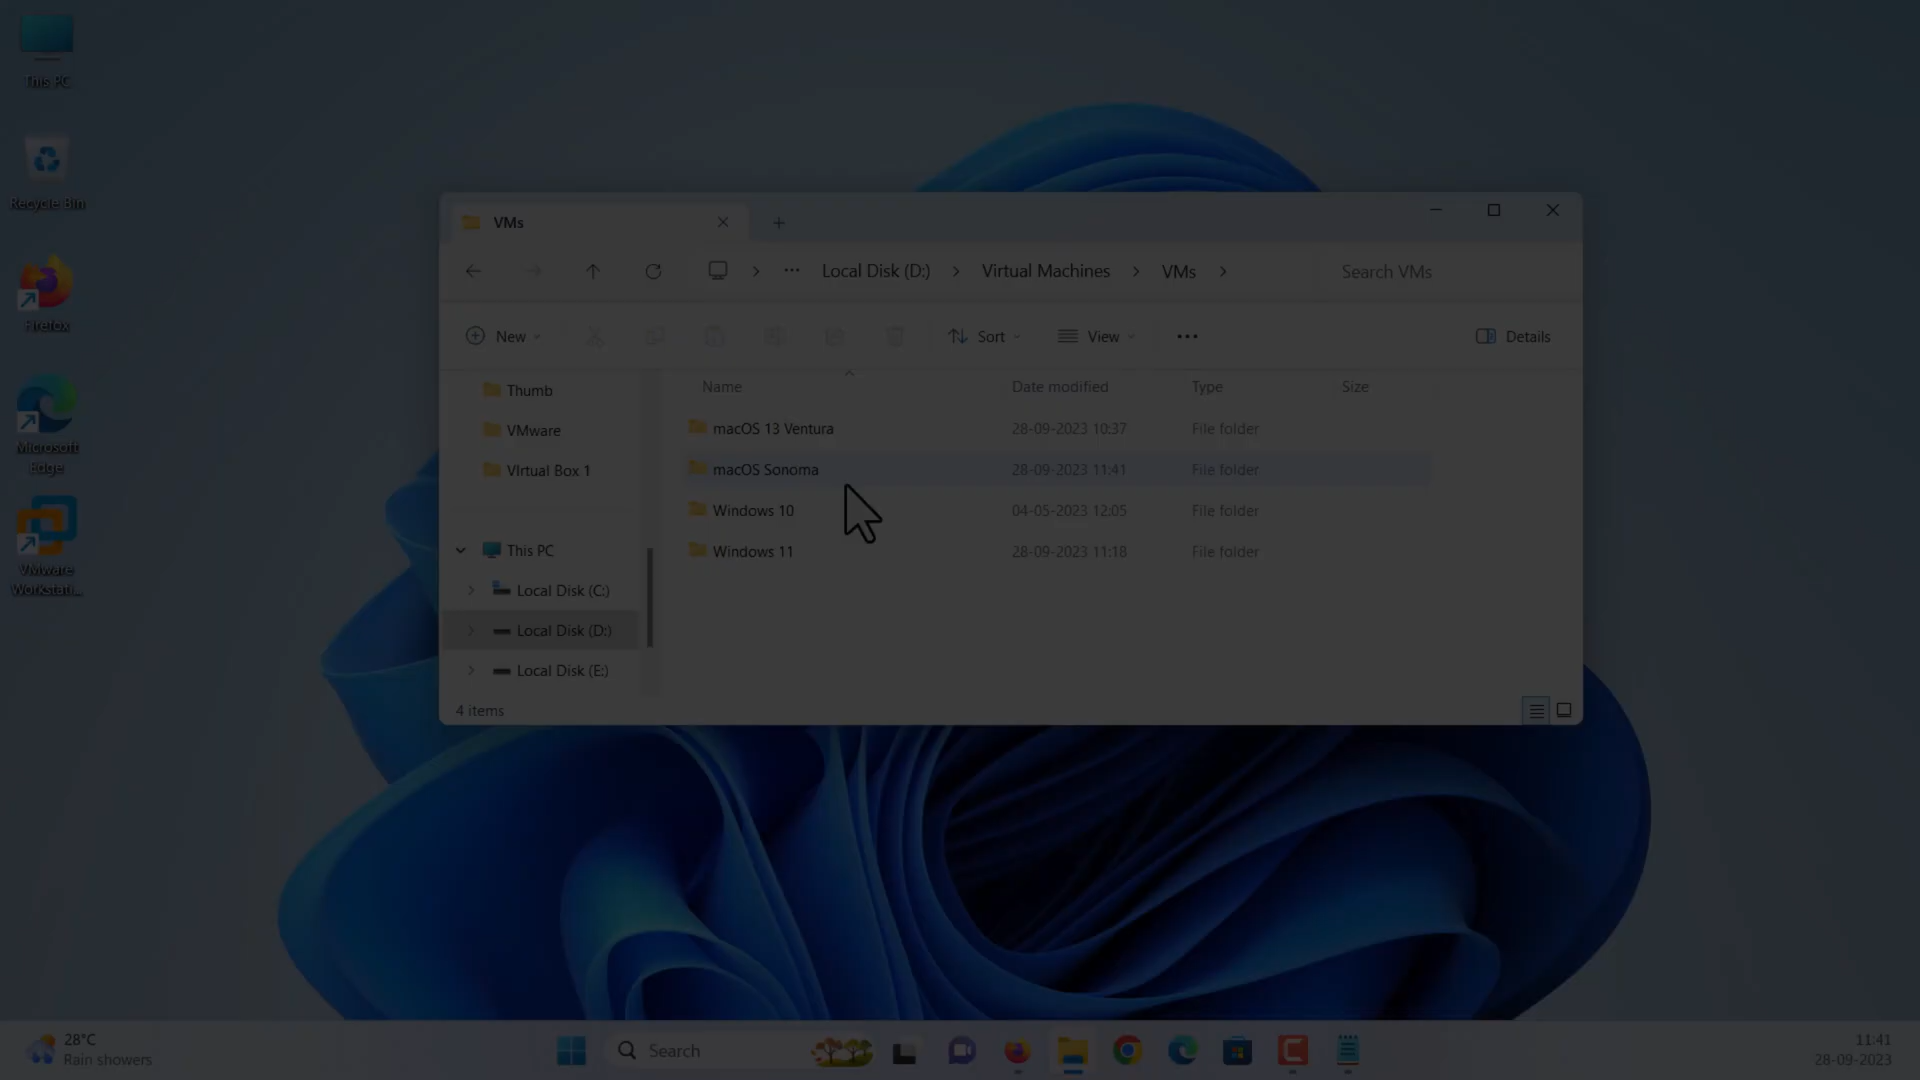 This PC
Recycle Bin
Firefox
Microsoft
Edge
VMware
Workstati...
VMs
Local Disk (D:)
Virtual Machines
VMs
Search VMs
New
Sort
View
Details
Thumb
VMware
VIrtual Box 1
This PC
Local Disk (C:)
Local Disk (D:)
Local Disk (E:)
Name Date modified Type Size
macOS 13 Ventura 28-09-2023 10:37 File folder
macOS Sonoma 28-09-2023 11:41 File folder
Windows 10 04-05-2023 12:05 File folder
Windows 11 28-09-2023 11:18 File folder
4 items
28°C
Rain showers
Search
11:41
28-09-2023